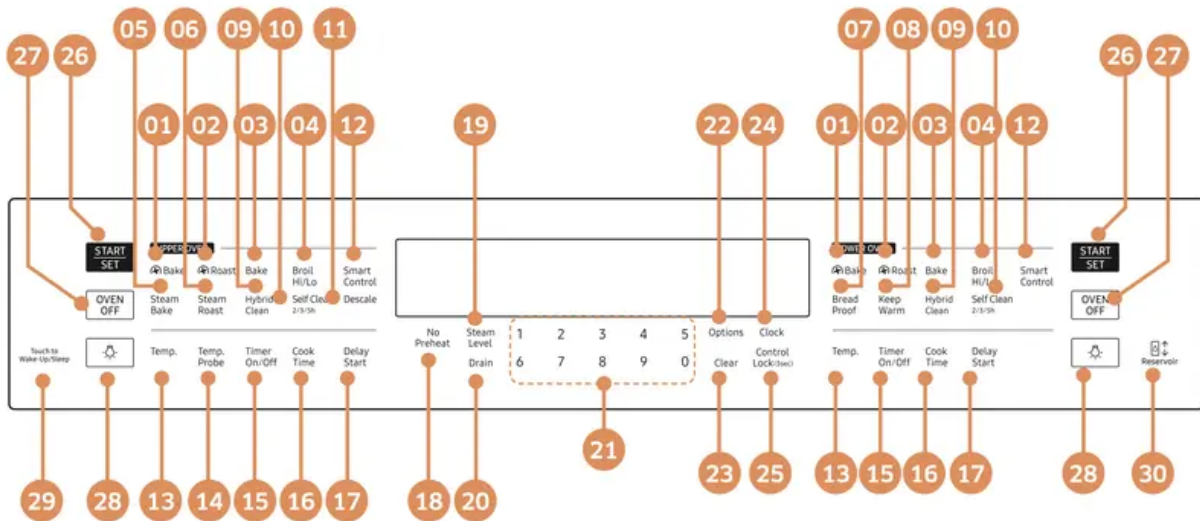 05 06 09 10 11 07 08 09 10
27 26 26 27
01 02 03 04 12 19 22 24 01 02 03 04 12
START
SET
UPPER OVEN
Bake Roast Bake Broil
Hi/Lo Smart
Control
OVEN
OFF
Steam
Bake Steam
Roast Hybrid
Clean Self Clean
2/3/5h Descale
Touch to
Wake-Up/Sleep
Temp. Temp.
Probe Timer
On/Off Cook
Time Delay
Start
No
Preheat Steam
Level
Drain
1 2 3 4 5
6 7 8 9 0
Options Clock
Clear Control
Lock(3sec)
LOWER OVEN
Bake Roast Bake Broil
Hi/Lo Smart
Control
Bread
Proof Keep
Warm Hybrid
Clean Self Clean
2/3/5h
Temp. Timer
On/Off Cook
Time Delay
Start
START
SET
OVEN
OFF
Reservoir
21
29 28 13 14 15 16 17 18 20 23 25 13 15 16 17 28 30